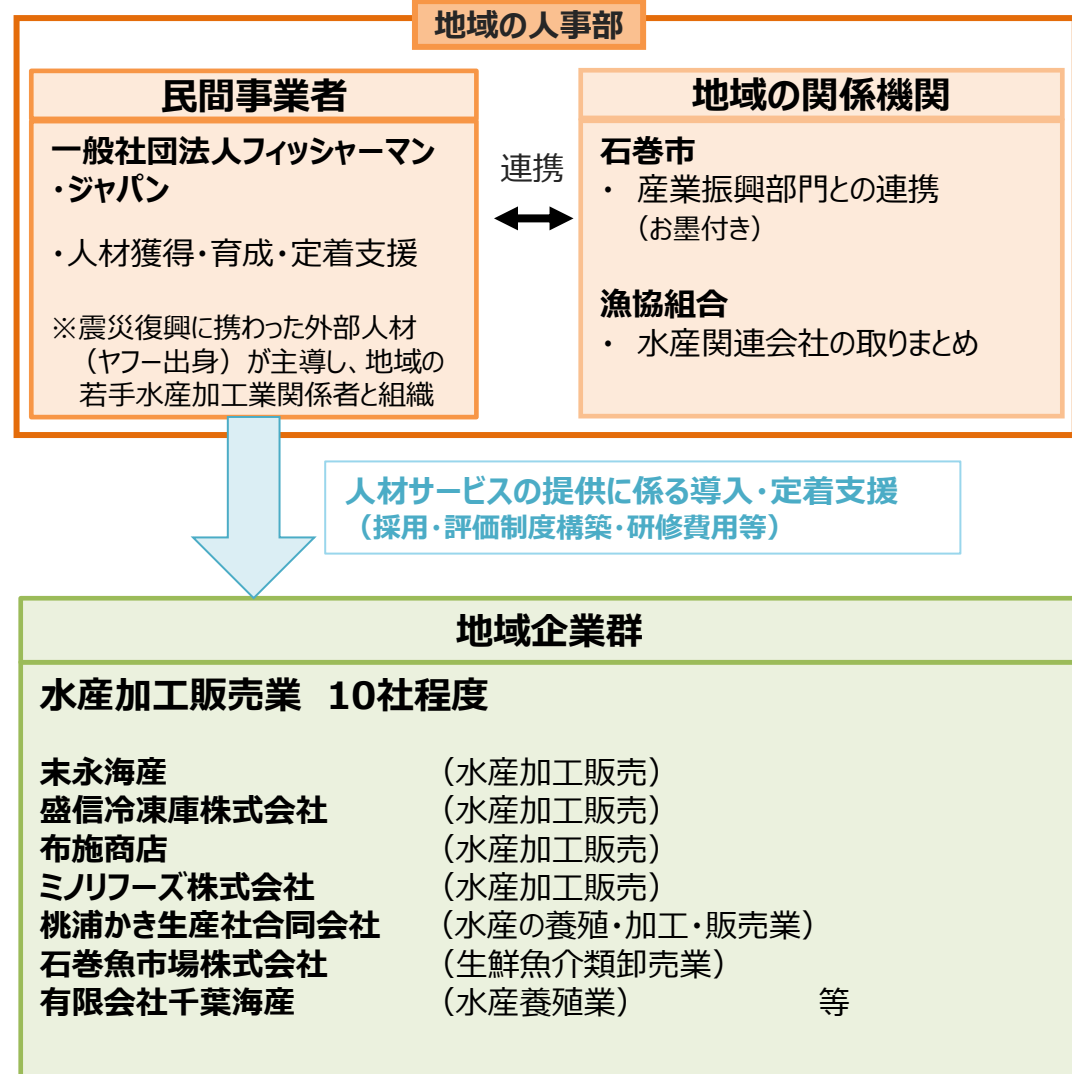 地域の人事部
民間事業者
一般社団法人フィッシャーマン
・ジャパン
・人材獲得・育成・定着支援
※震災復興に携わった外部人材
（ヤフー出身）が主導し、地域の
若手水産加工業関係者と組織
連携
地域の関係機関
石巻市
・ 産業振興部門との連携
（お墨付き）
漁協組合
・ 水産関連会社の取りまとめ
人材サービスの提供に係る導入・定着支援
（採用・評価制度構築・研修費用等）
地域企業群
水産加工販売業 10社程度
末永海産 （水産加工販売）
盛信冷凍庫株式会社 （水産加工販売）
布施商店 （水産加工販売）
ミノリフーズ株式会社 （水産加工販売）
桃浦かき生産社合同会社 （水産の養殖・加工・販売業）
石巻魚市場株式会社 （生鮮魚介類卸売業）
有限会社千葉海産 （水産養殖業） 等